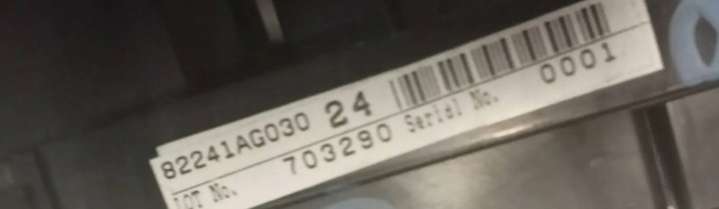 82241AG030 24
LOT No. 703290 Serial No. 0001